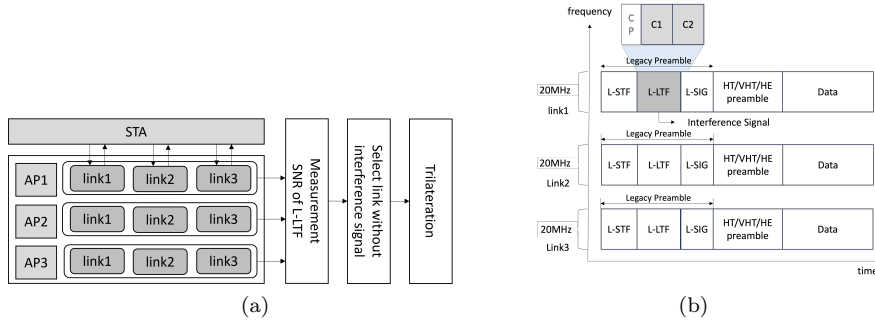 STA
AP1
link1
link2
link3
AP2
link1
link2
link3
AP3
link1
link2
link3
Measurement
SNR of L-LTF
Select link without
interference signal
Trilateration
(a)
frequency
C
P
C1
C2
Legacy Preamble
20MHz
link1
L-STF
L-LTF
L-SIG
HT/VHT/HE
preamble
Data
Interference Signal
Legacy Preamble
20MHz
Link2
L-STF
L-LTF
L-SIG
HT/VHT/HE
preamble
Data
Legacy Preamble
20MHz
Link3
L-STF
L-LTF
L-SIG
HT/VHT/HE
preamble
Data
time
(b)